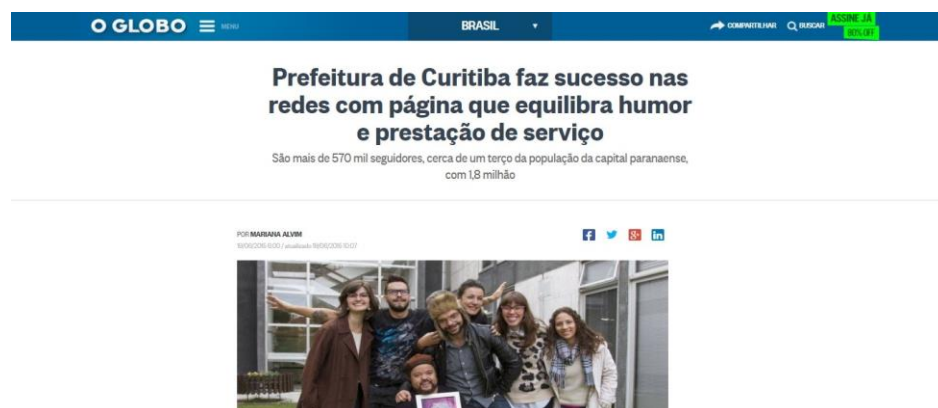 O GLOBO MENU BRASIL COMPARTILHAR BUSCAR ASSINE JÁ
80% OFF
Prefeitura de Curitiba faz sucesso nas
redes com página que equilibra humor
e prestação de serviço
São mais de 570 mil seguidores, cerca de um terço da população da capital paranaense,
com 1,8 milhão
POR MARIANA ALVIM